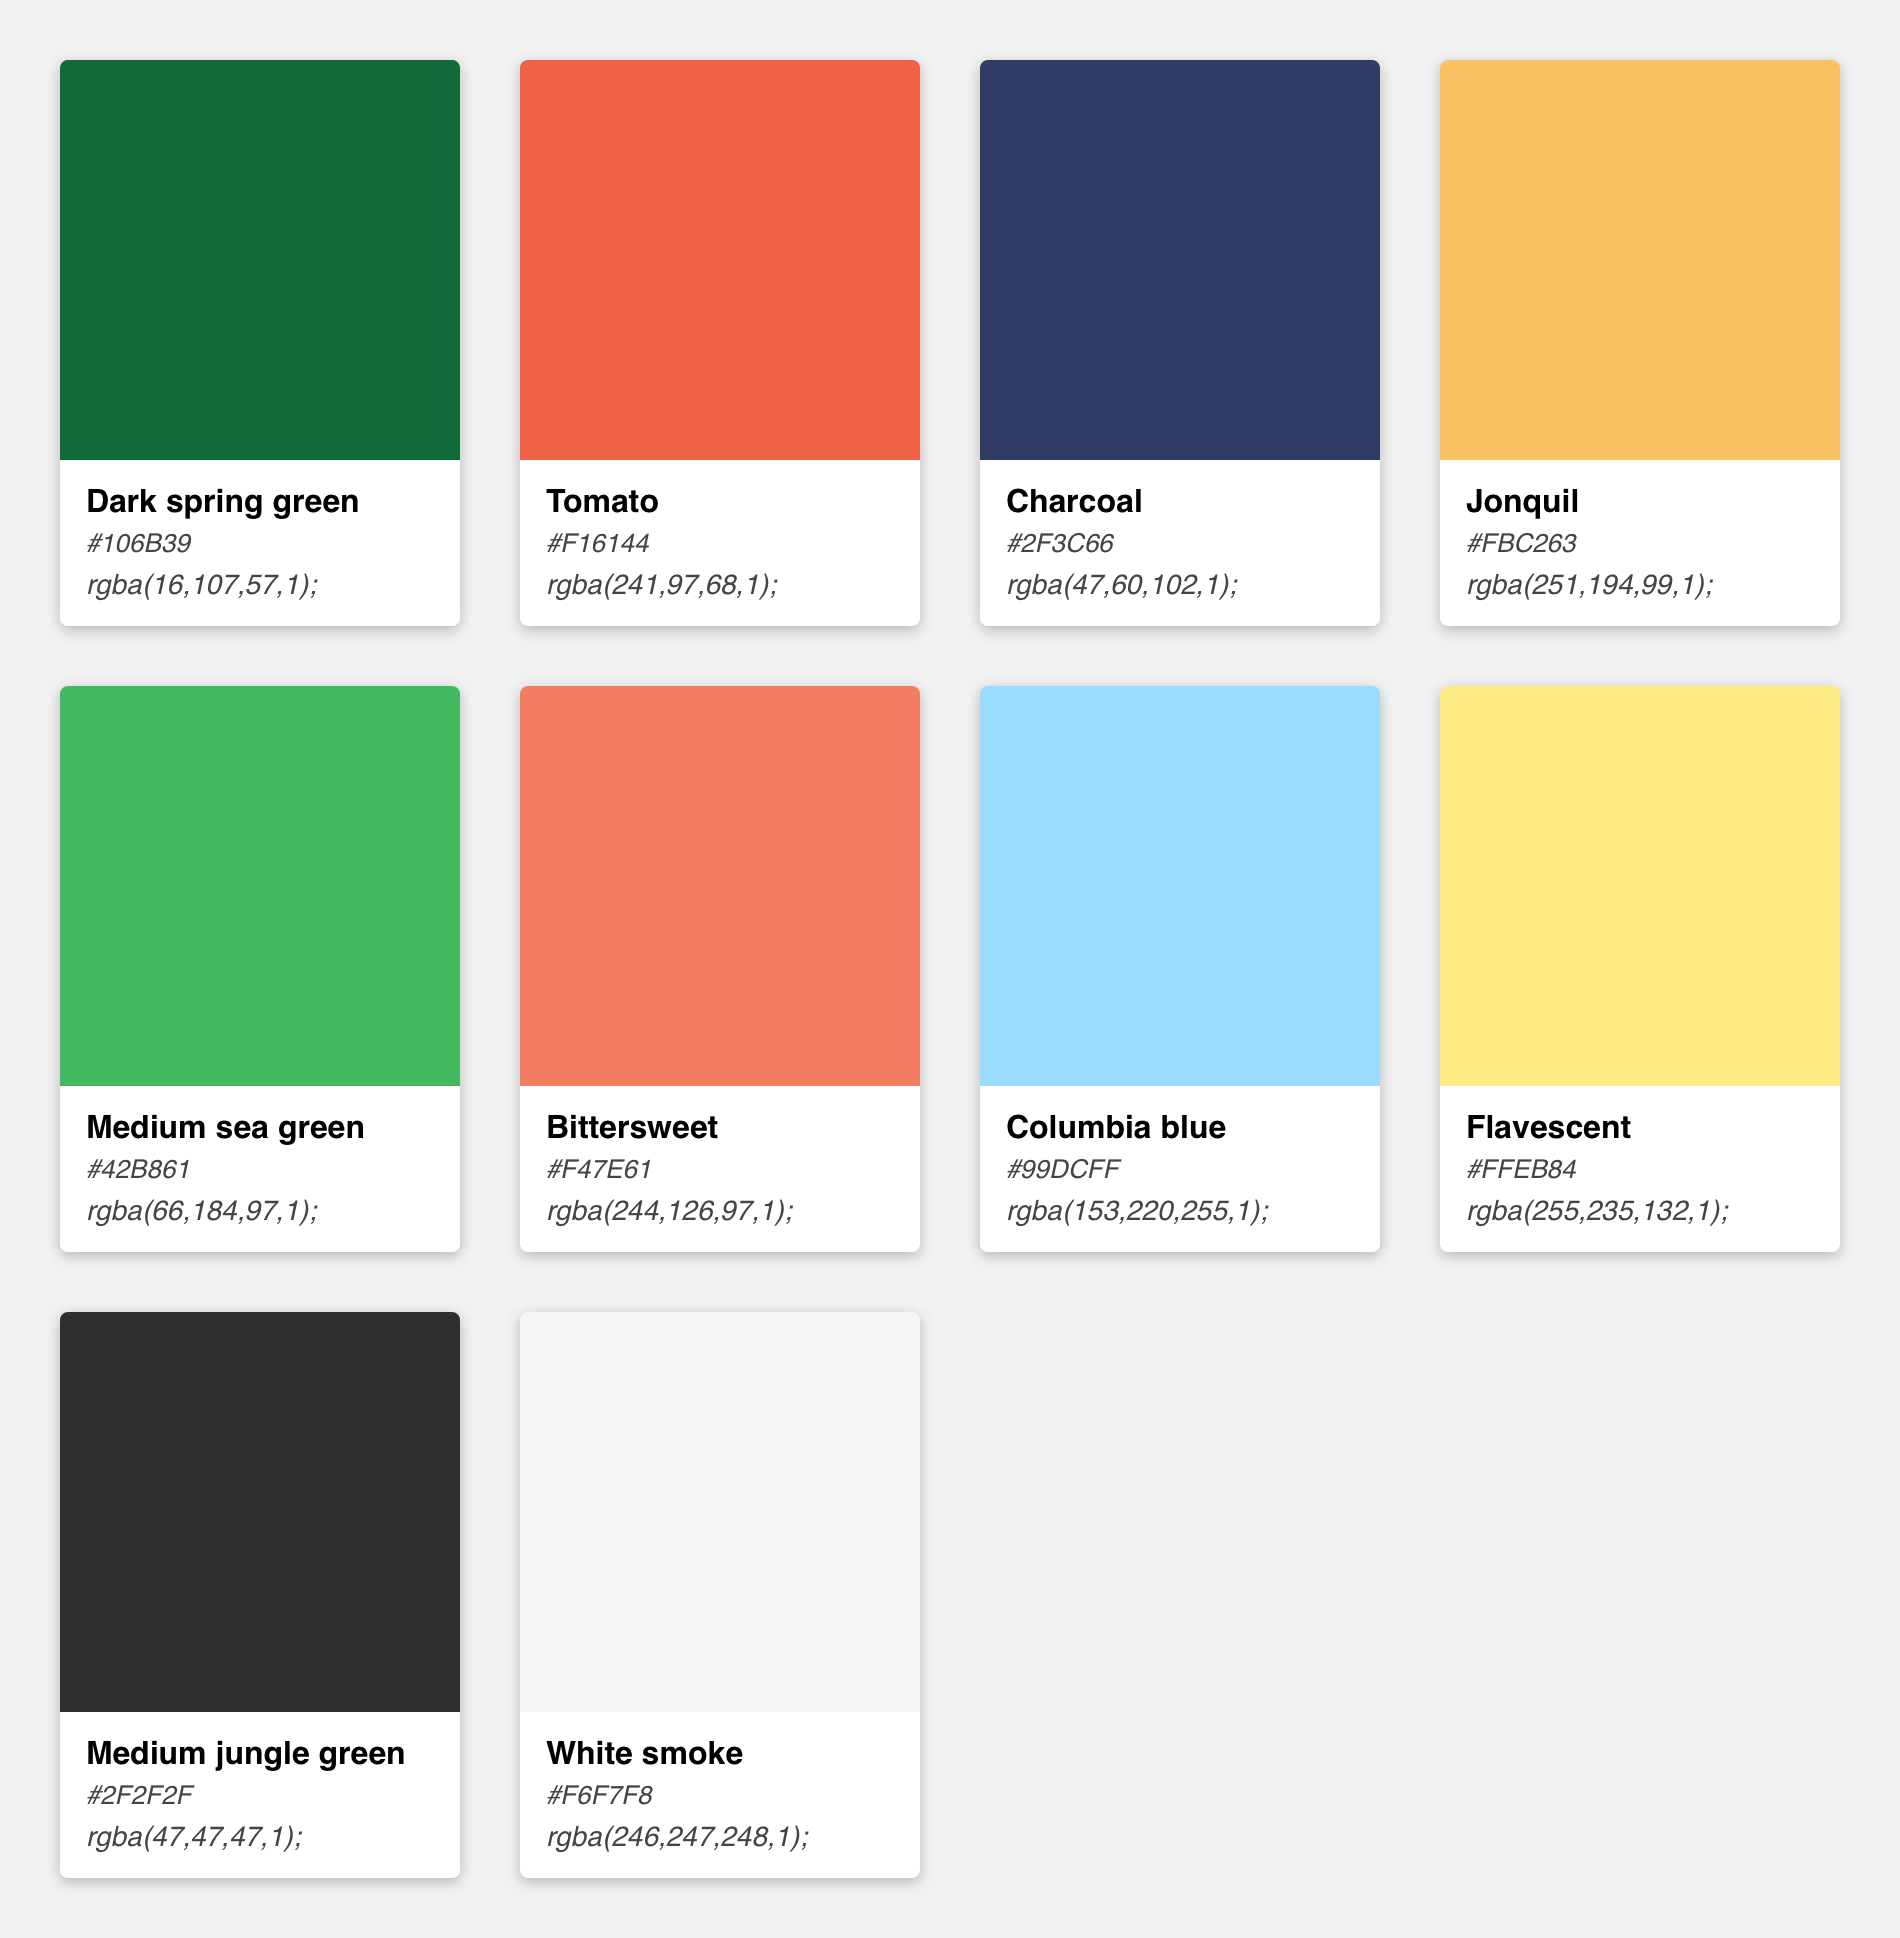 Dark spring green
#106B39
rgba(16,107,57,1);
Tomato
#F16144
rgba(241,97,68,1);
Charcoal
#2F3C66
rgba(47,60,102,1);
Jonquil
#FBC263
rgba(251,194,99,1);
Medium sea green
#42B861
rgba(66,184,97,1);
Bittersweet
#F47E61
rgba(244,126,97,1);
Columbia blue
#99DCFF
rgba(153,220,255,1);
Flavescent
#FFEB84
rgba(255,235,132,1);
Medium jungle green
#2F2F2F
rgba(47,47,47,1);
White smoke
#F6F7F8
rgba(246,247,248,1);